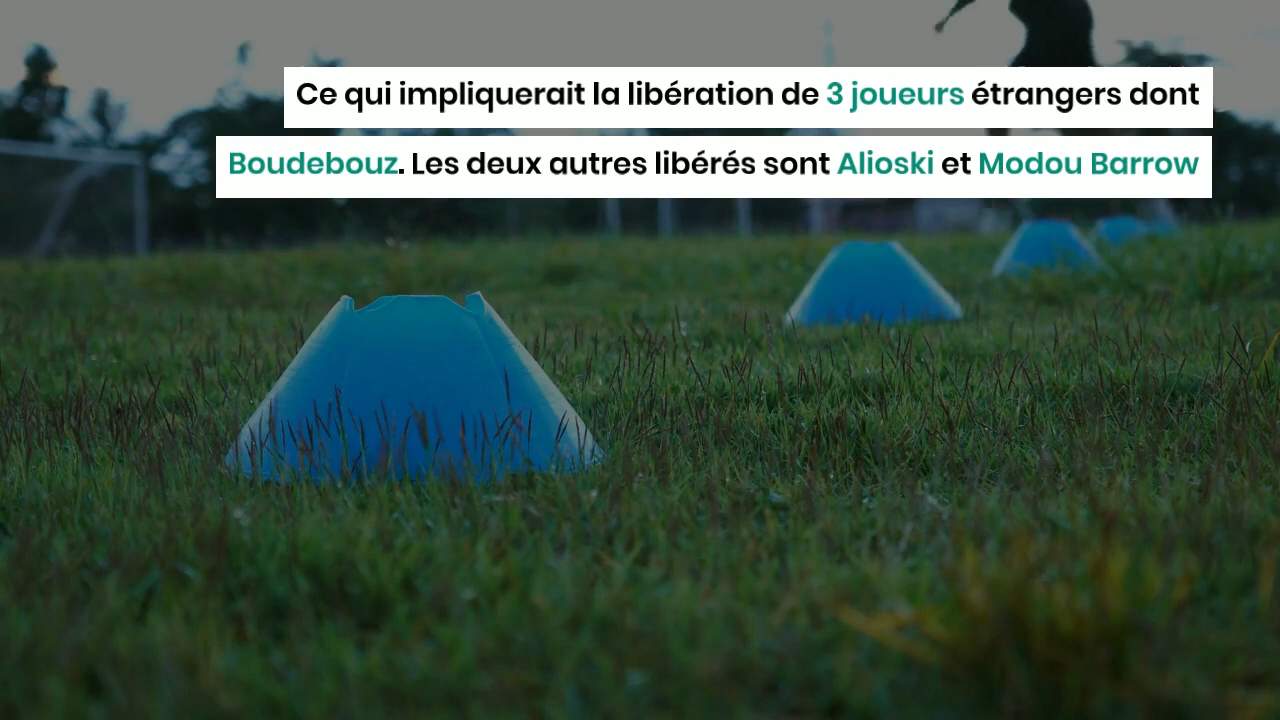 Ce qui impliquerait la libération de 3 joueurs étrangers dont
Boudebouz. Les deux autres libérés sont Alioski et Modou Barrow